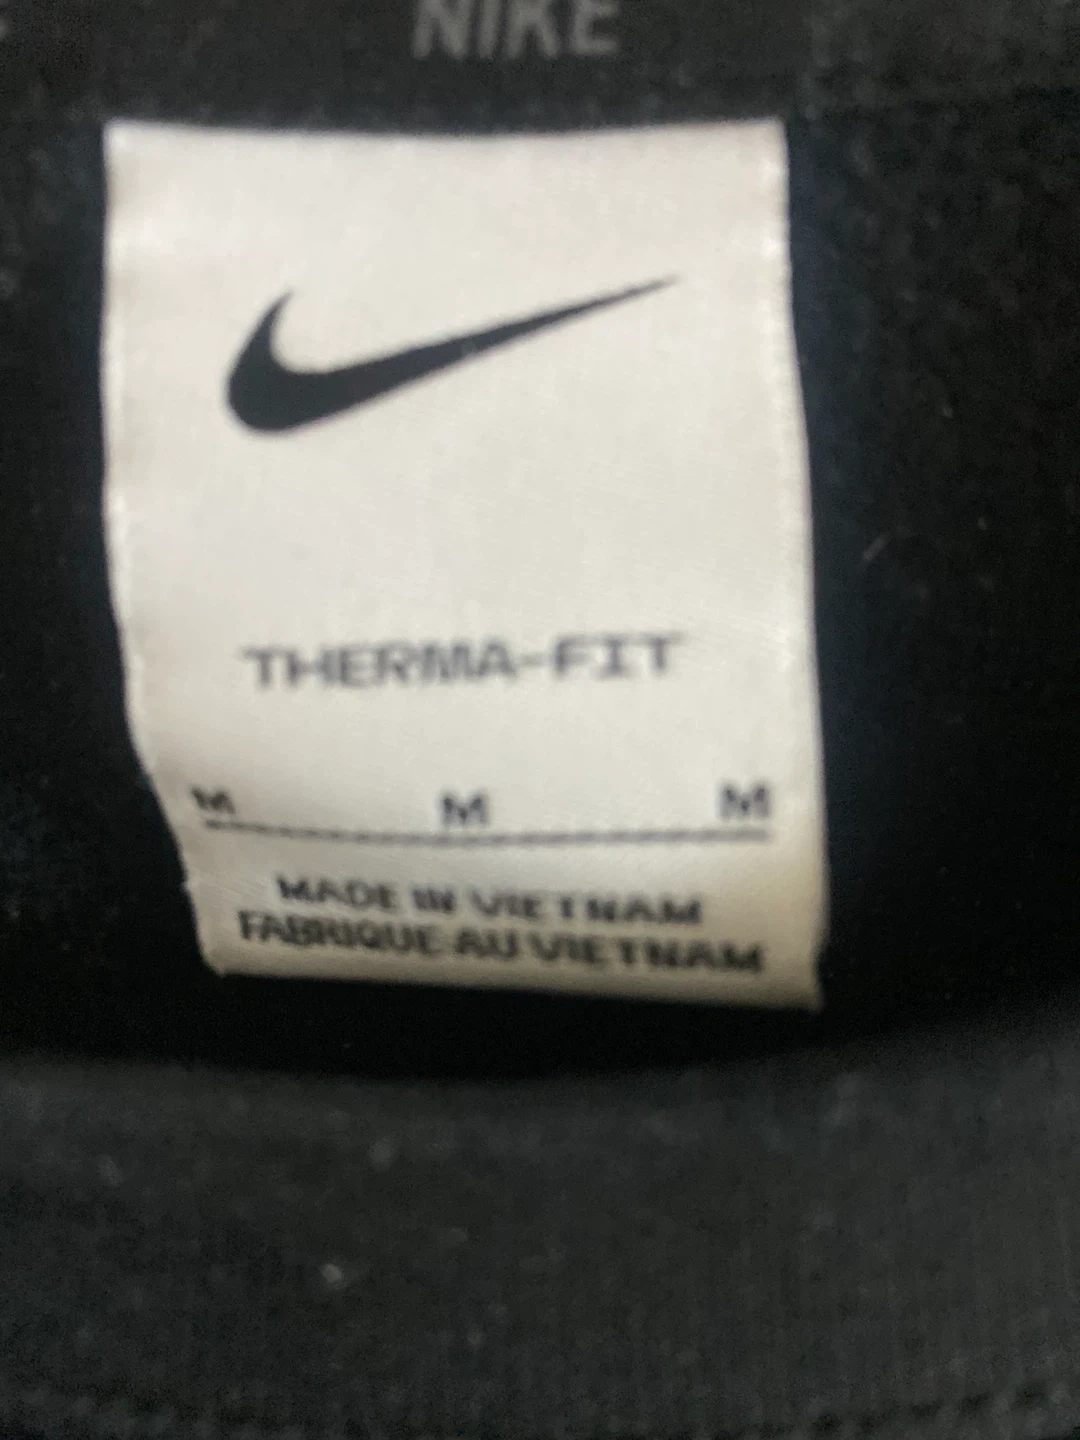 NIKE
THERMA-FIT
M M M
MADE IN VIETNAM
FABRIQUE AU VIETNAM